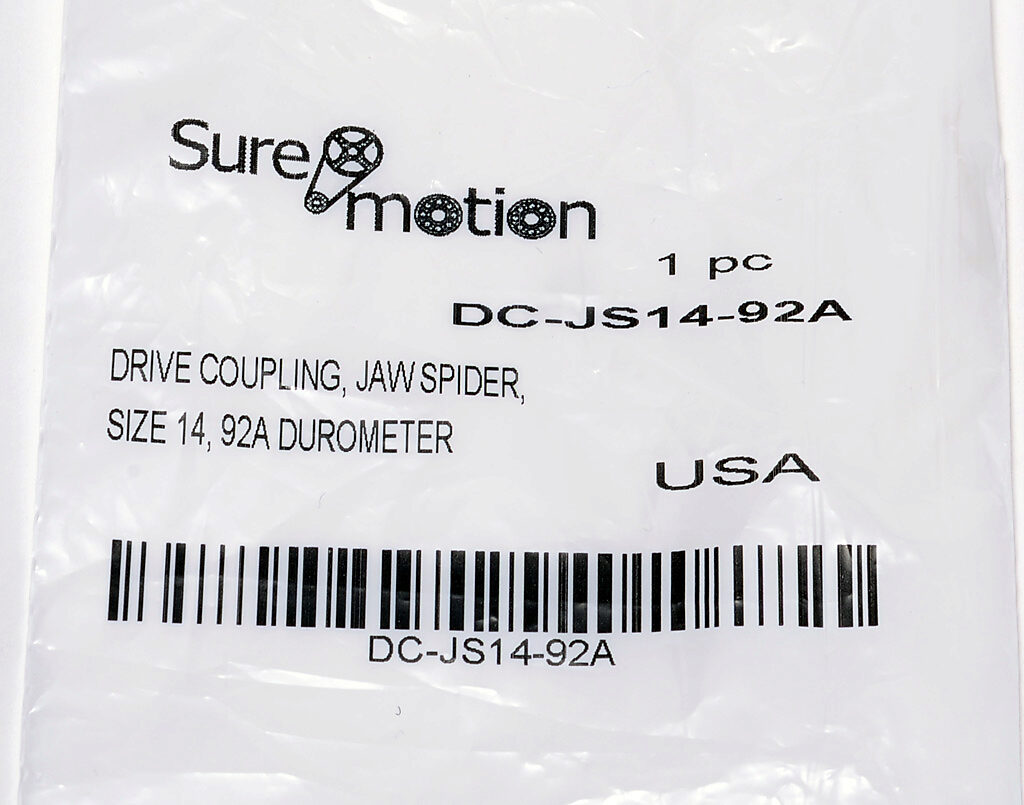 Sure
motion
1 pc
DC-JS14-92A
DRIVE COUPLING, JAW SPIDER,
SIZE 14, 92A DUROMETER
USA
DC-JS14-92A